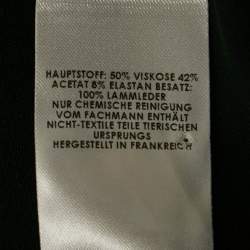 HAUPTSTOFF: 50% VISKOSE 42%
ACETAT 8% ELASTAN BESATZ:
100% LAMMLEDER
NUR CHEMISCHE REINIGUNG
VOM FACHMANN ENTHÄLT
NICHT-TEXTILE TEILE TIERISCHEN
URSPRUNGS
HERGESTELLT IN FRANKREICH